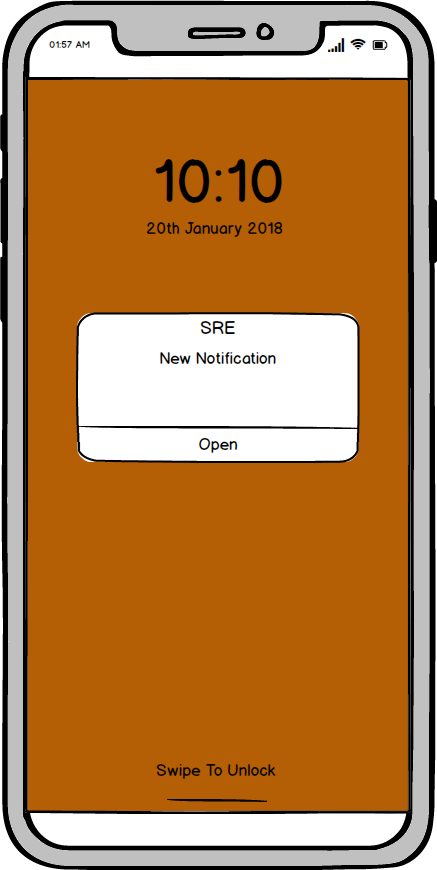 01:57 AM
10:10
20th January 2018
SRE
New Notification
Open
Swipe To Unlock